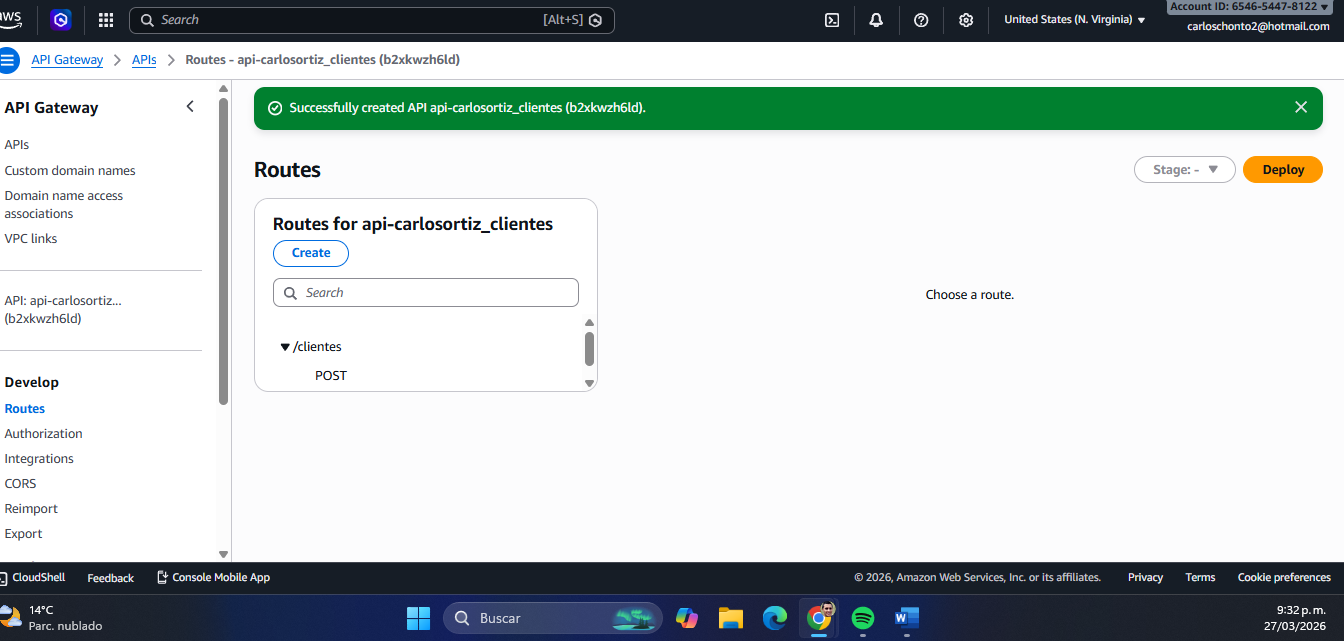 aws
Search
[Alt+S]
United States (N. Virginia)
Account ID: 6546-5447-8122
carloschonto2@hotmail.com
API Gateway
APIs
Routes - api-carlosortiz_clientes (b2xkwzh6ld)
API Gateway
APIs
Custom domain names
Domain name access
associations
VPC links
API: api-carlosortiz...
(b2xkwzh6ld)
Develop
Routes
Authorization
Integrations
CORS
Reimport
Export
Successfully created API api-carlosortiz_clientes (b2xkwzh6ld).
Routes
Stage: -
Deploy
Routes for api-carlosortiz_clientes
Create
Search
/clientes
POST
Choose a route.
CloudShell
Feedback
Console Mobile App
© 2026, Amazon Web Services, Inc. or its affiliates.
Privacy
Terms
Cookie preferences
14°C
Parc. nublado
Buscar
9:32 p. m.
27/03/2026